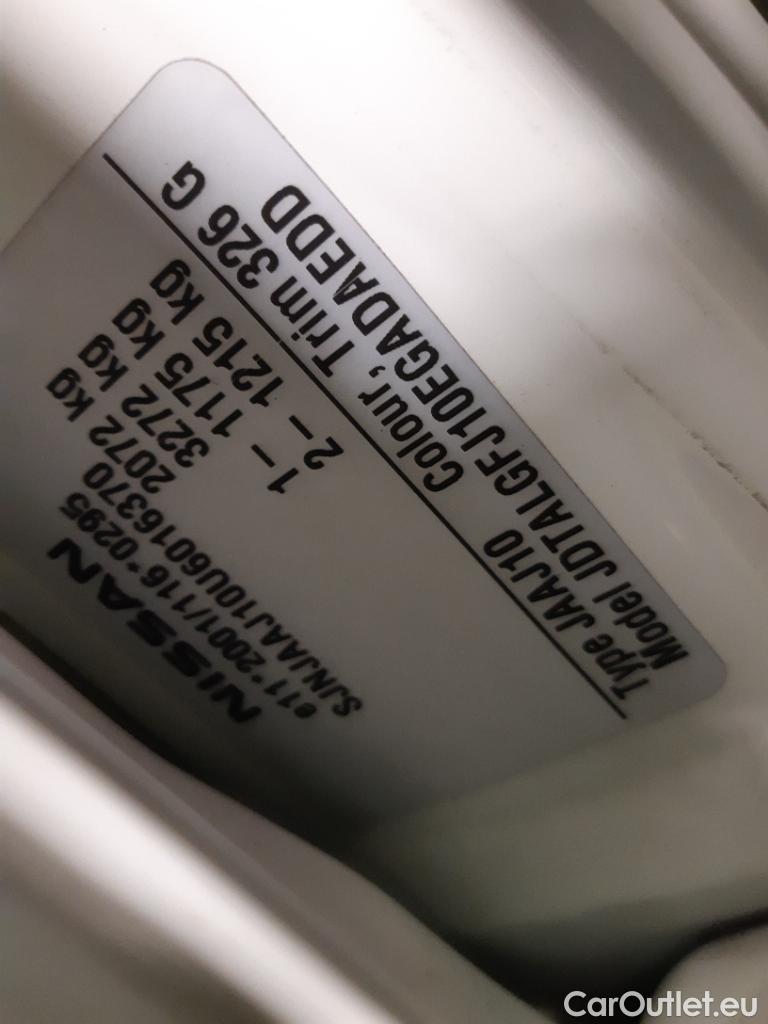 NISSAN
e11*2001/116*0295
SJNJAAJ10U6016370
2072 kg
3272 kg
1– 1175 kg
2– 1215 kg
Type JAAJ10 Colour, Trim 326 G
Model JDTALGFJ10EGADAEDD
CarOutlet.eu